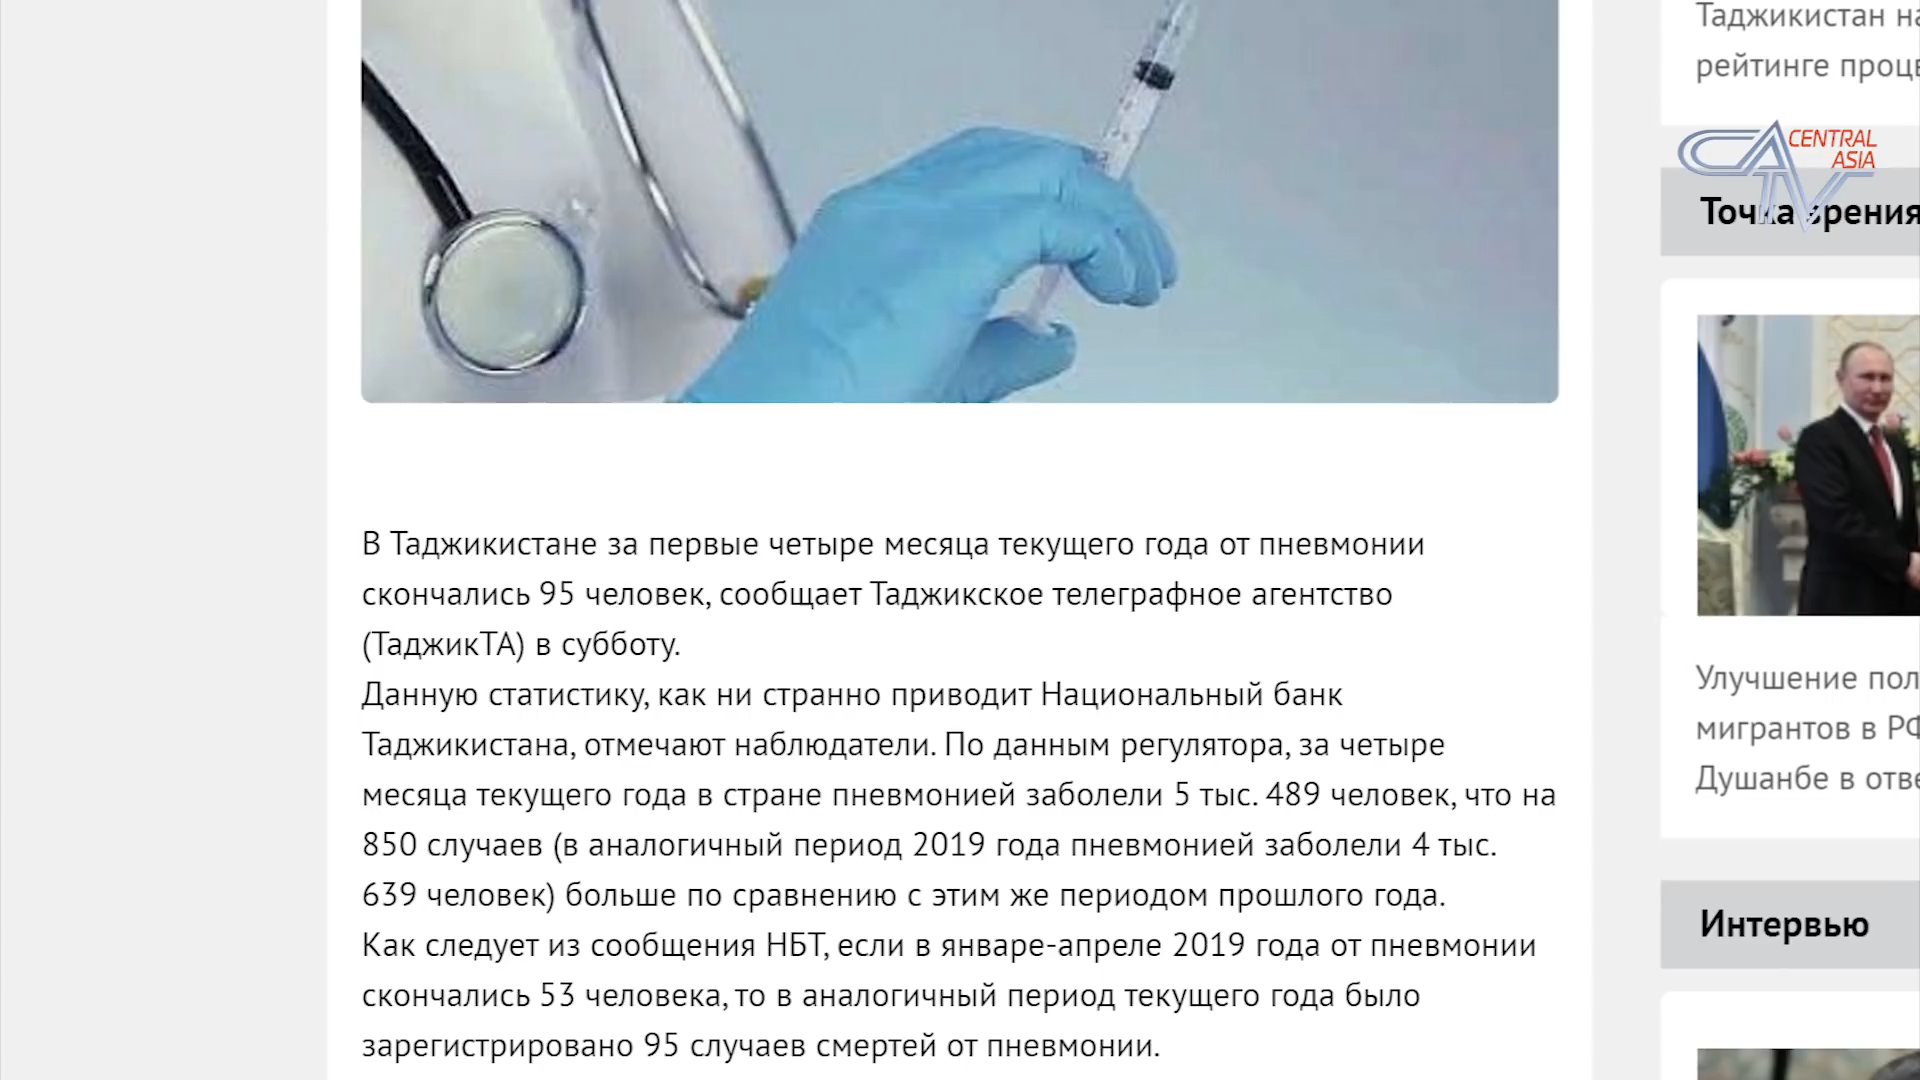 Таджикистан
рейтинге
CATV
CENTRAL
ASIA
Точка зрения
В Таджикистане за первые четыре месяца текущего года от пневмонии
скончались 95 человек, сообщает Таджикское телеграфное агентство
(ТаджикТА) в субботу.
Данную статистику, как ни странно приводит Национальный банк
Таджикистана, отмечают наблюдатели. По данным регулятора, за четыре
месяца текущего года в стране пневмонией заболели 5 тыс. 489 человек, что на
850 случаев (в аналогичный период 2019 года пневмонией заболели 4 тыс.
639 человек) больше по сравнению с этим же периодом прошлого года.
Как следует из сообщения НБТ, если в январе-апреле 2019 года от пневмонии
скончались 53 человека, то в аналогичный период текущего года было
зарегистрировано 95 случаев смертей от пневмонии.
Улучшение
мигрантов в РФ
Душанбе в
Интервью